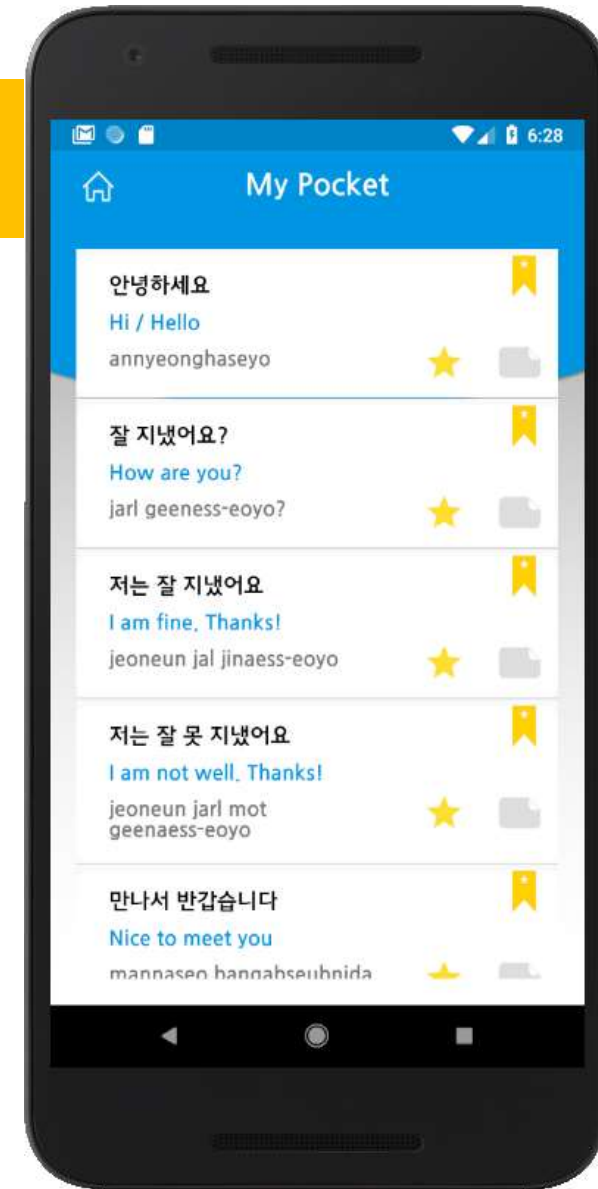 6:28
My Pocket
안녕하세요
Hi / Hello
annyeonghaseyo
잘 지냈어요?
How are you?
jarl geeness-eoyo?
저는 잘 지냈어요
I am fine, Thanks!
jeoneun jal jinaess-eoyo
저는 잘 못 지냈어요
I am not well, Thanks!
jeoneun jarl mot
geenaess-eoyo
만나서 반갑습니다
Nice to meet you
mannaseo bangabseubnida